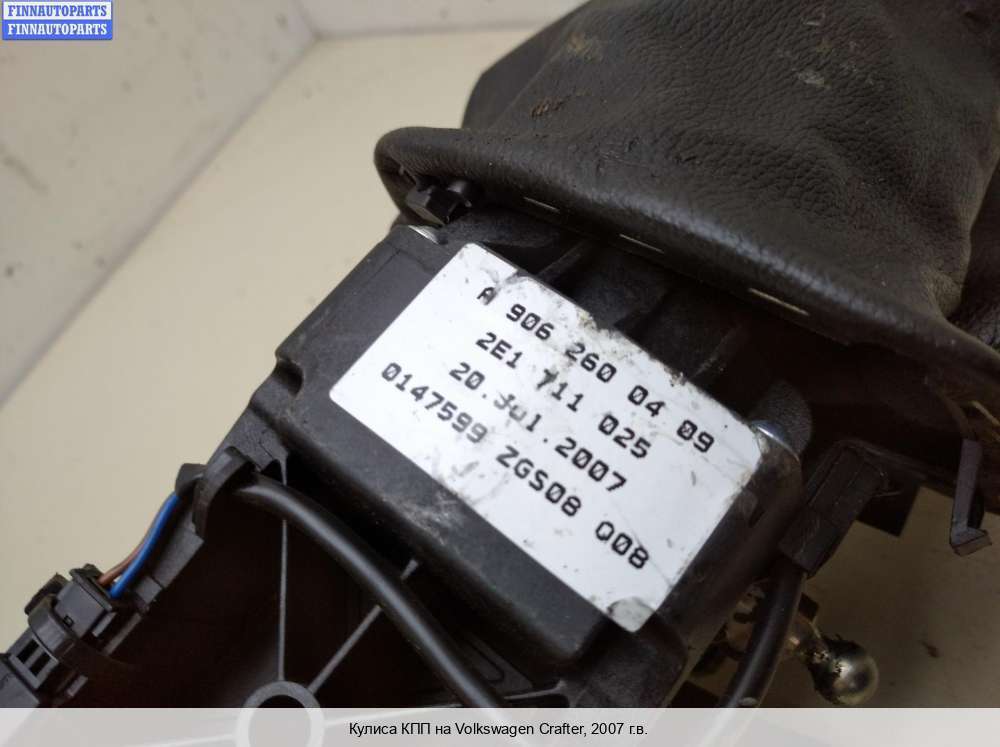 FINNAUTOPARTS
FINNAUTOPARTS
A 906 260 04 09
2E1 711 025
20.Jul.2007
0147599 ZGS08 Q08
Кулиса КПП на Volkswagen Crafter, 2007 г.в.